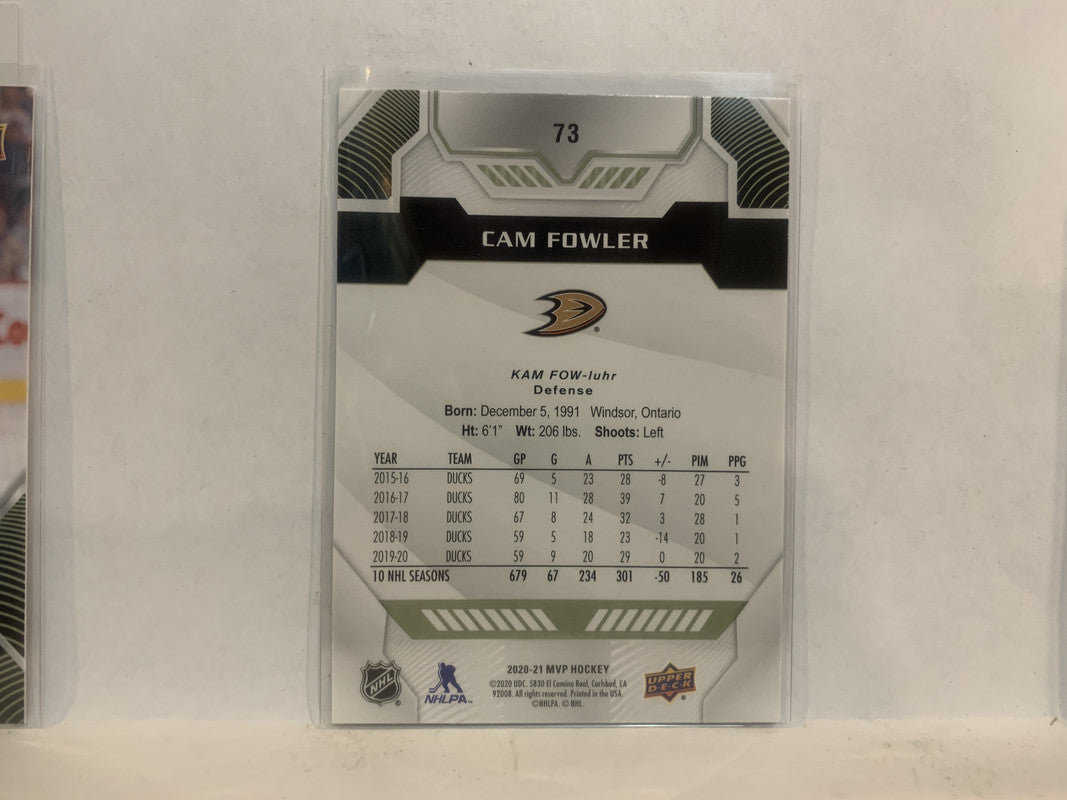 73
CAM FOWLER
®
KAM FOW-luhr
Defense
Born: December 5, 1991 Windsor, Ontario
Ht: 6'1" Wt: 206 lbs. Shoots: Left
YEAR TEAM GP G A PTS +/- PIM PPG
2015-16 DUCKS 69 5 23 28 -8 27 3
2016-17 DUCKS 80 11 28 39 7 20 5
2017-18 DUCKS 67 8 24 32 3 28 1
2018-19 DUCKS 59 5 18 23 -14 20 1
2019-20 DUCKS 59 9 20 29 0 20 2
10 NHL SEASONS 679 67 234 301 -50 185 26
NHL ®
NHLPA™
2020-21 MVP HOCKEY
©2020 UDC. 5830 El Camino Real, Carlsbad, CA
92008. All rights reserved. Printed in the USA.
©NHLPA. © NHL.
UPPER
DECK ®